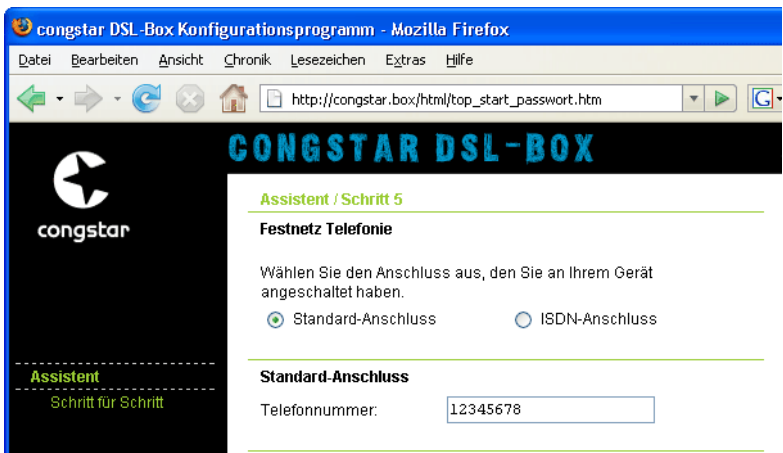 congstar DSL-Box Konfigurationsprogramm - Mozilla Firefox
Datei Bearbeiten Ansicht Chronik Lesezeichen Extras Hilfe
http://congstar.box/html/top_start_passwort.htm G
CONGSTAR DSL-BOX
congstar
Assistent / Schritt 5
Festnetz Telefonie
Wählen Sie den Anschluss aus, den Sie an Ihrem Gerät
angeschaltet haben.
Standard-Anschluss ISDN-Anschluss
Assistent
Schritt für Schritt
Standard-Anschluss
Telefonnummer: 12345678